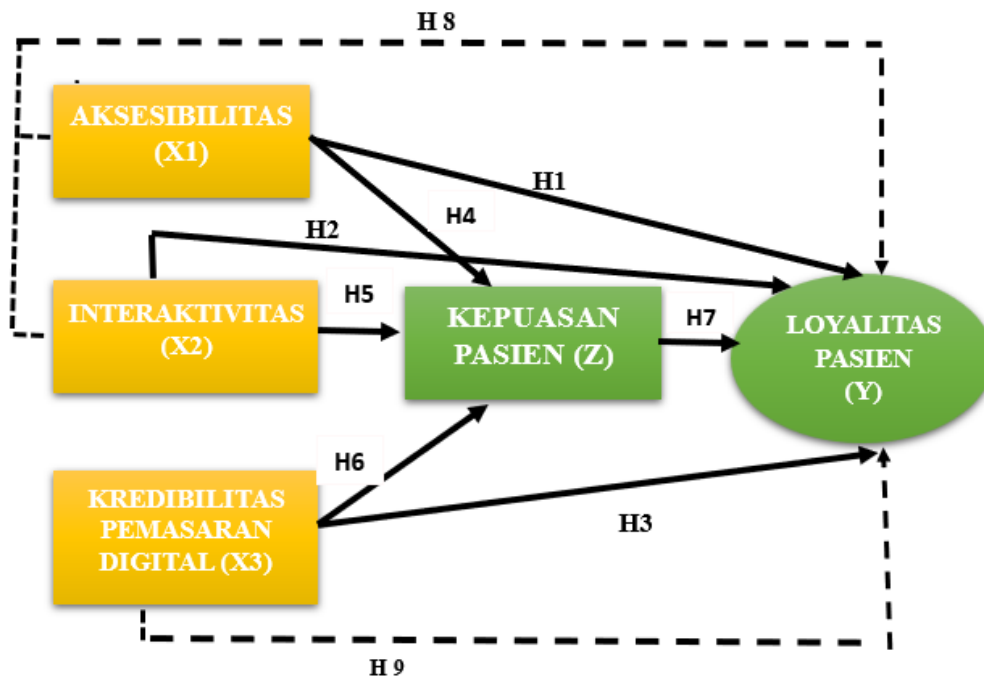 H 8
AKSESIBILITAS
(X1)
H1
H4
H2
INTERAKTIVITAS
(X2)
H5
KEPUASAN
PASIEN (Z)
H7
LOYALITAS
PASIEN
(Y)
H6
KREDIBILITAS
PEMASARAN
DIGITAL (X3)
H3
H 9